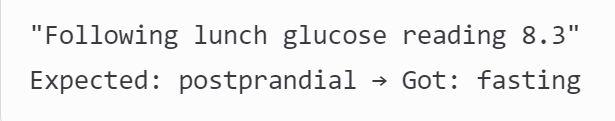 "Following lunch glucose reading 8.3"
Expected: postprandial → Got: fasting